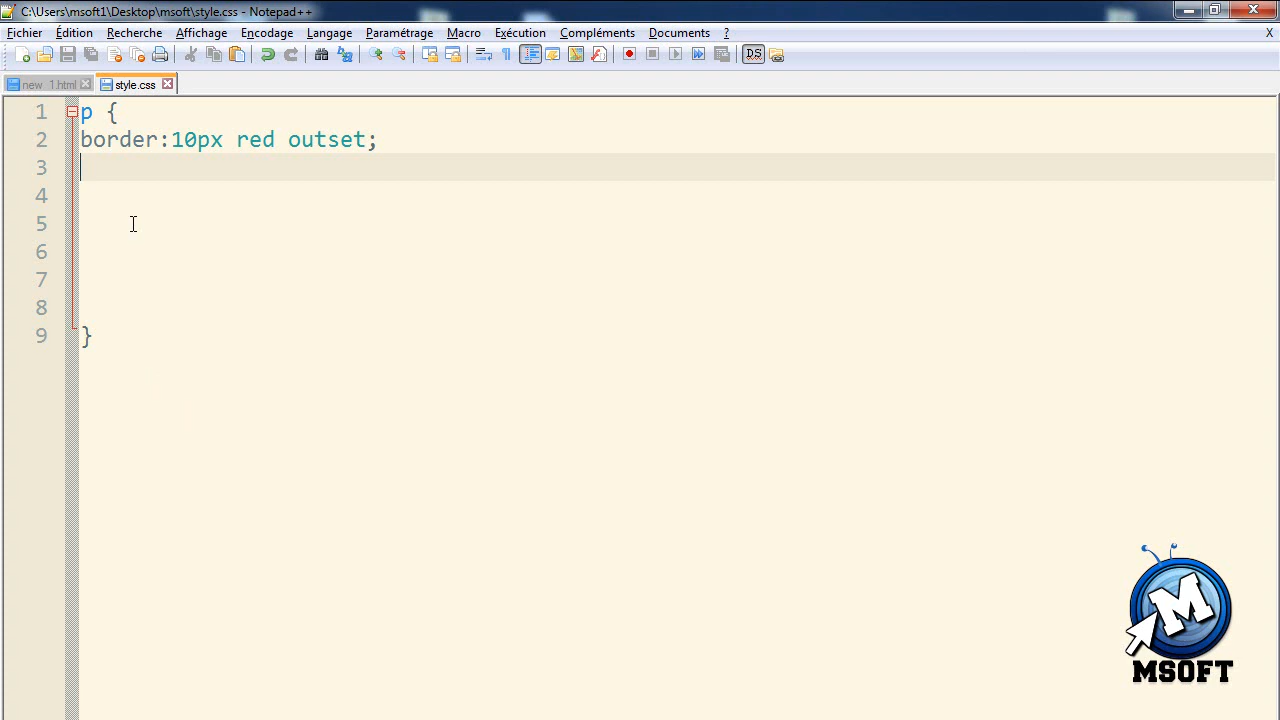 C:\Users\msoft1\Desktop\msoft\style.css - Notepad++
Fichier Édition Recherche Affichage Encodage Langage Paramétrage Macro Exécution Compléments Documents ? X
new 1.html style.css
1 p {
2 border:10px red outset;
3
4
5
6
7
8
9 }
M
MSOFT